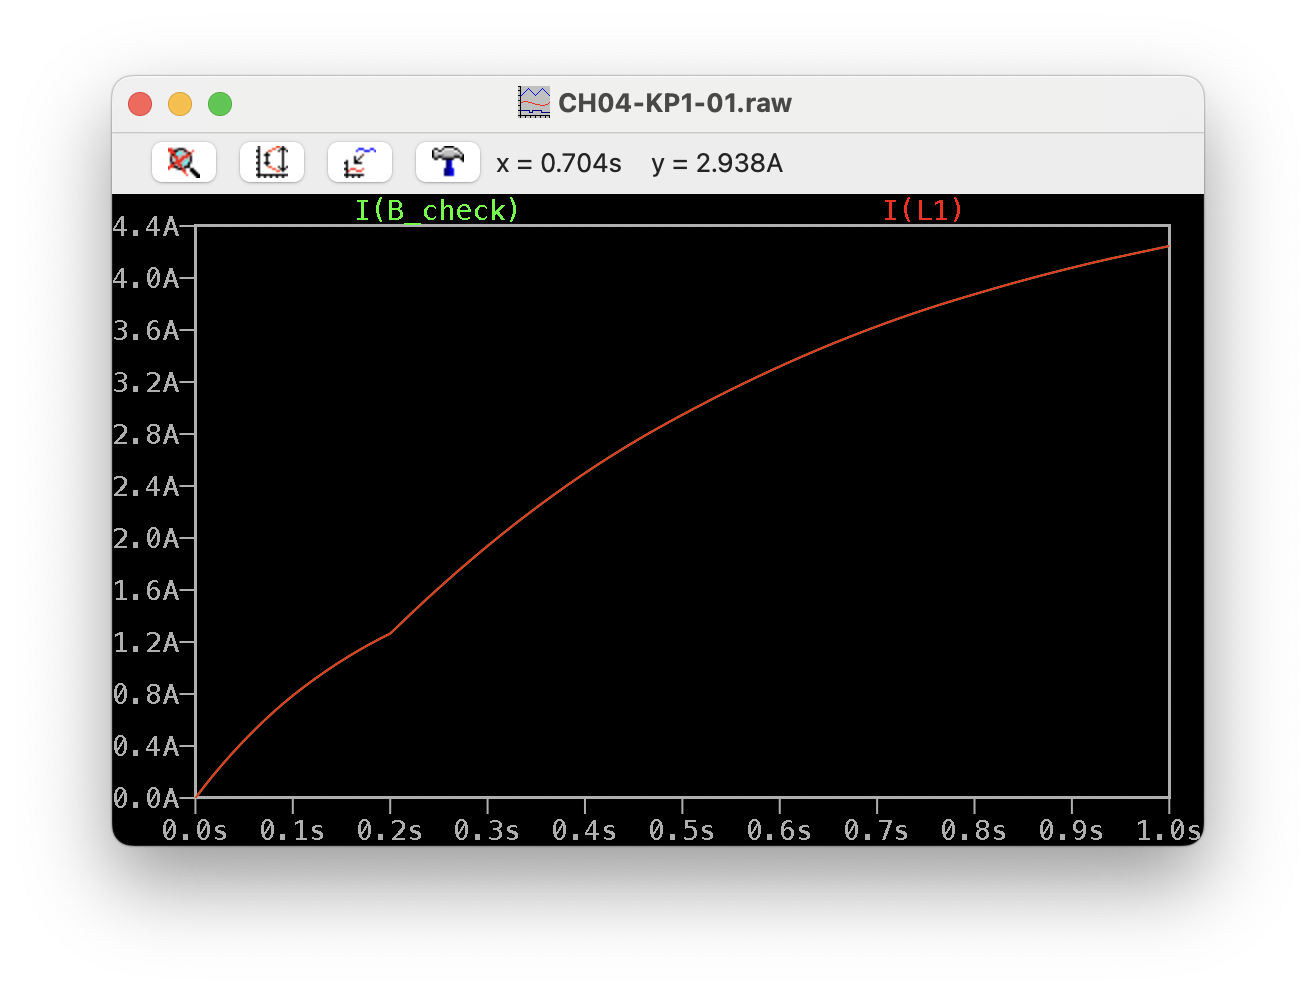 CH04-KP1-01.raw
x = 0.704s y = 2.938A
I(B_check) I(L1)
4.4A
4.0A
3.6A
3.2A
2.8A
2.4A
2.0A
1.6A
1.2A
0.8A
0.4A
0.0A
0.0s 0.1s 0.2s 0.3s 0.4s 0.5s 0.6s 0.7s 0.8s 0.9s 1.0s